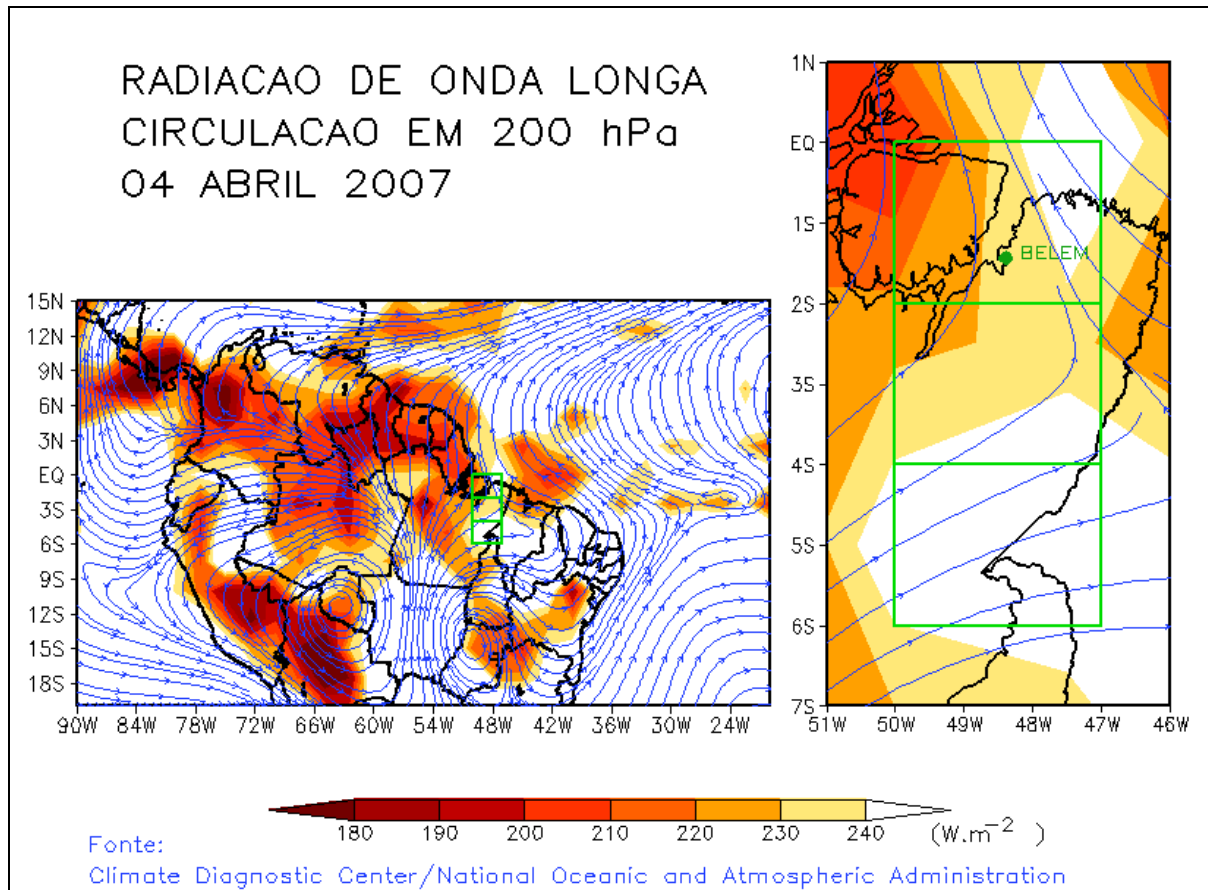 RADIACAO DE ONDA LONGA
CIRCULACAO EM 200 hPa
04 ABRIL 2007
15N
12N
9N
6N
3N
EQ
3S
6S
9S
12S
15S
18S
90W 84W 78W 72W 66W 60W 54W 48W 42W 36W 30W 24W
1N
EQ
1S
BELEM
2S
3S
4S
5S
6S
7S
51W 50W 49W 48W 47W 46W
180 190 200 210 220 230 240 (W.m⁻² )
Fonte:
Climate Diagnostic Center/National Oceanic and Atmospheric Administration